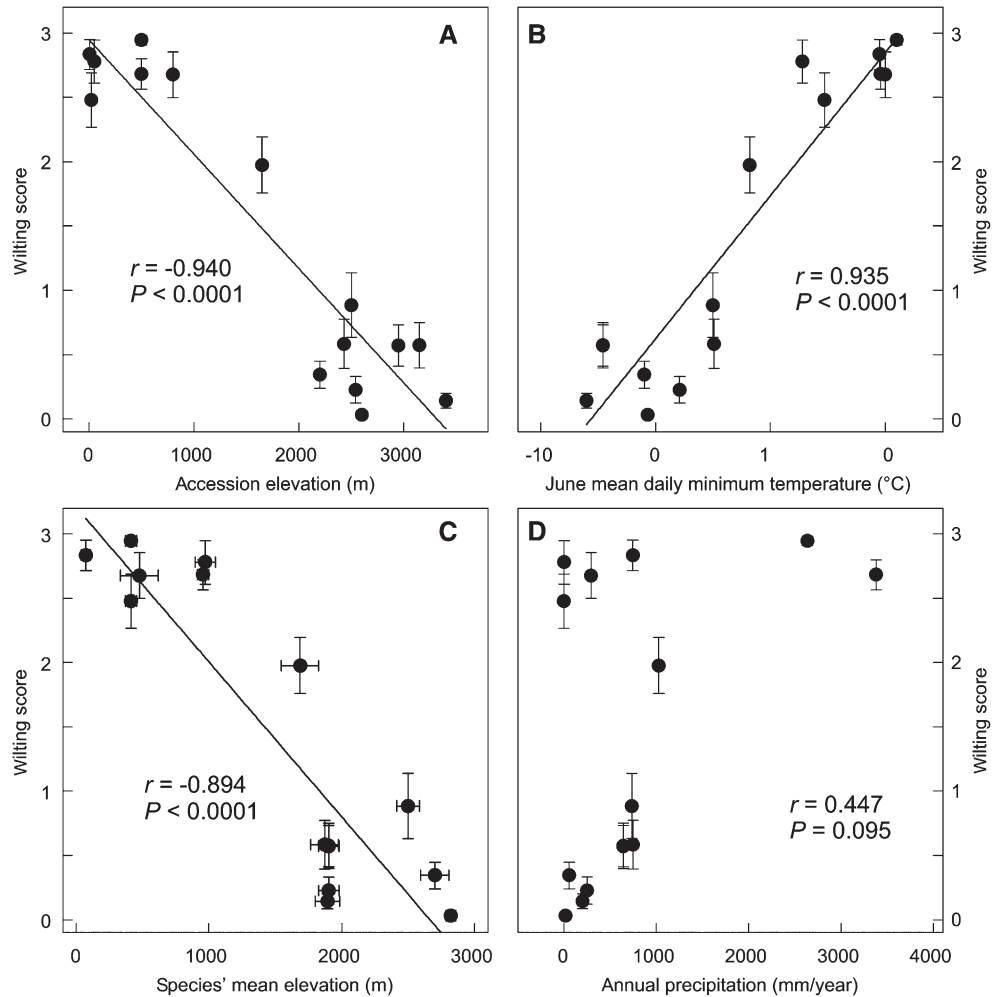 A
3
2
1
0
Wilting score
r = -0.940
P < 0.0001
0 1000 2000 3000
Accession elevation (m)
B
3
2
1
0
Wilting score
r = 0.935
P < 0.0001
-10 0 1 0
June mean daily minimum temperature (°C)
C
3
2
1
0
Wilting score
r = -0.894
P < 0.0001
0 1000 2000 3000
Species' mean elevation (m)
D
3
2
1
0
Wilting score
r = 0.447
P = 0.095
0 1000 2000 3000 4000
Annual precipitation (mm/year)